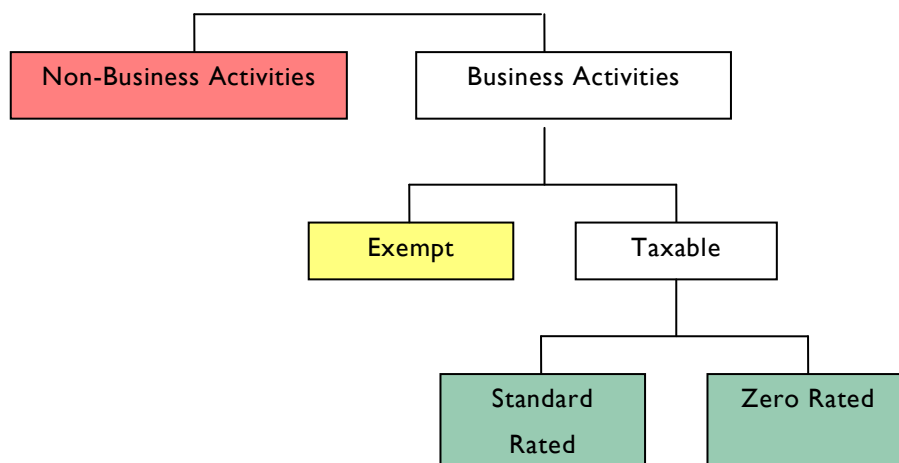 Non-Business Activities
Business Activities
Exempt
Taxable
Standard
Rated
Zero Rated